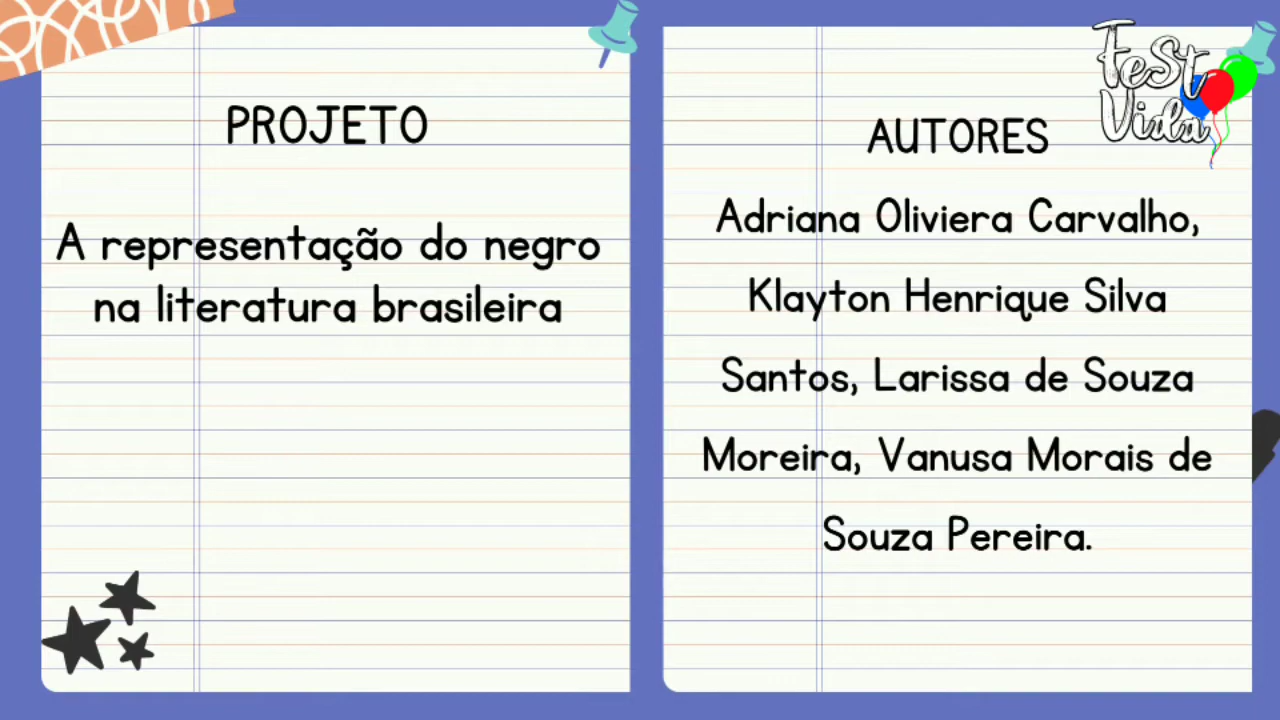 PROJETO
A representação do negro
na literatura brasileira
AUTORES
Adriana Oliviera Carvalho,
Klayton Henrique Silva
Santos, Larissa de Souza
Moreira, Vanusa Morais de
Souza Pereira.
FeSt
Vida